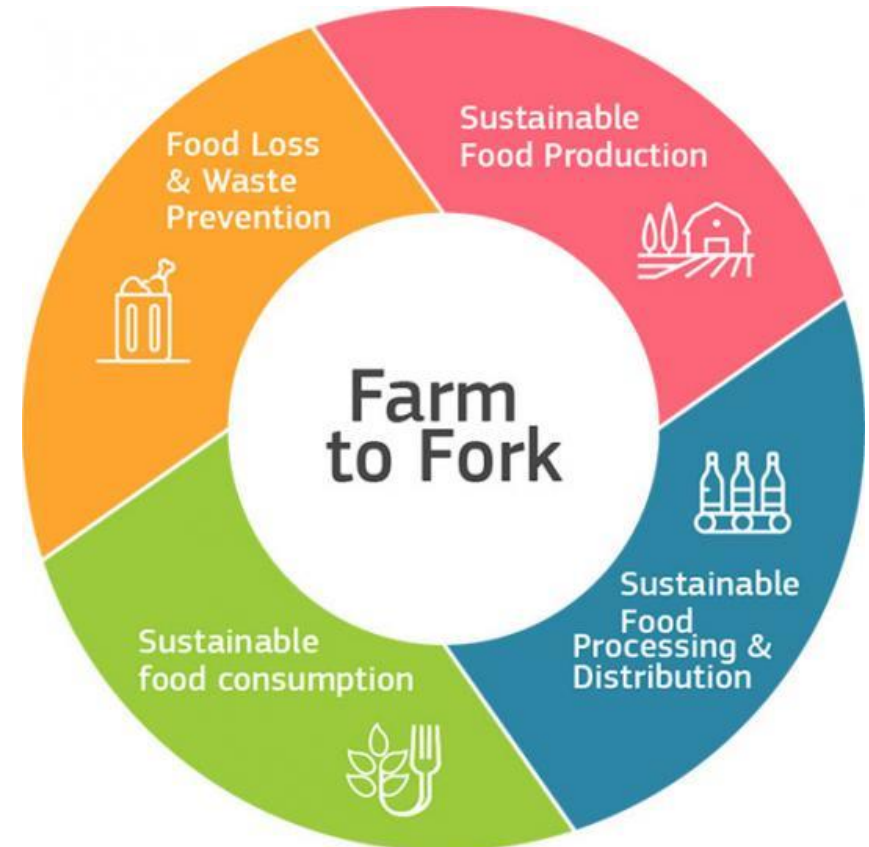 Farm
to Fork
Sustainable
Food Production
Sustainable
Food
Processing &
Distribution
Sustainable
food consumption
Food Loss
& Waste
Prevention